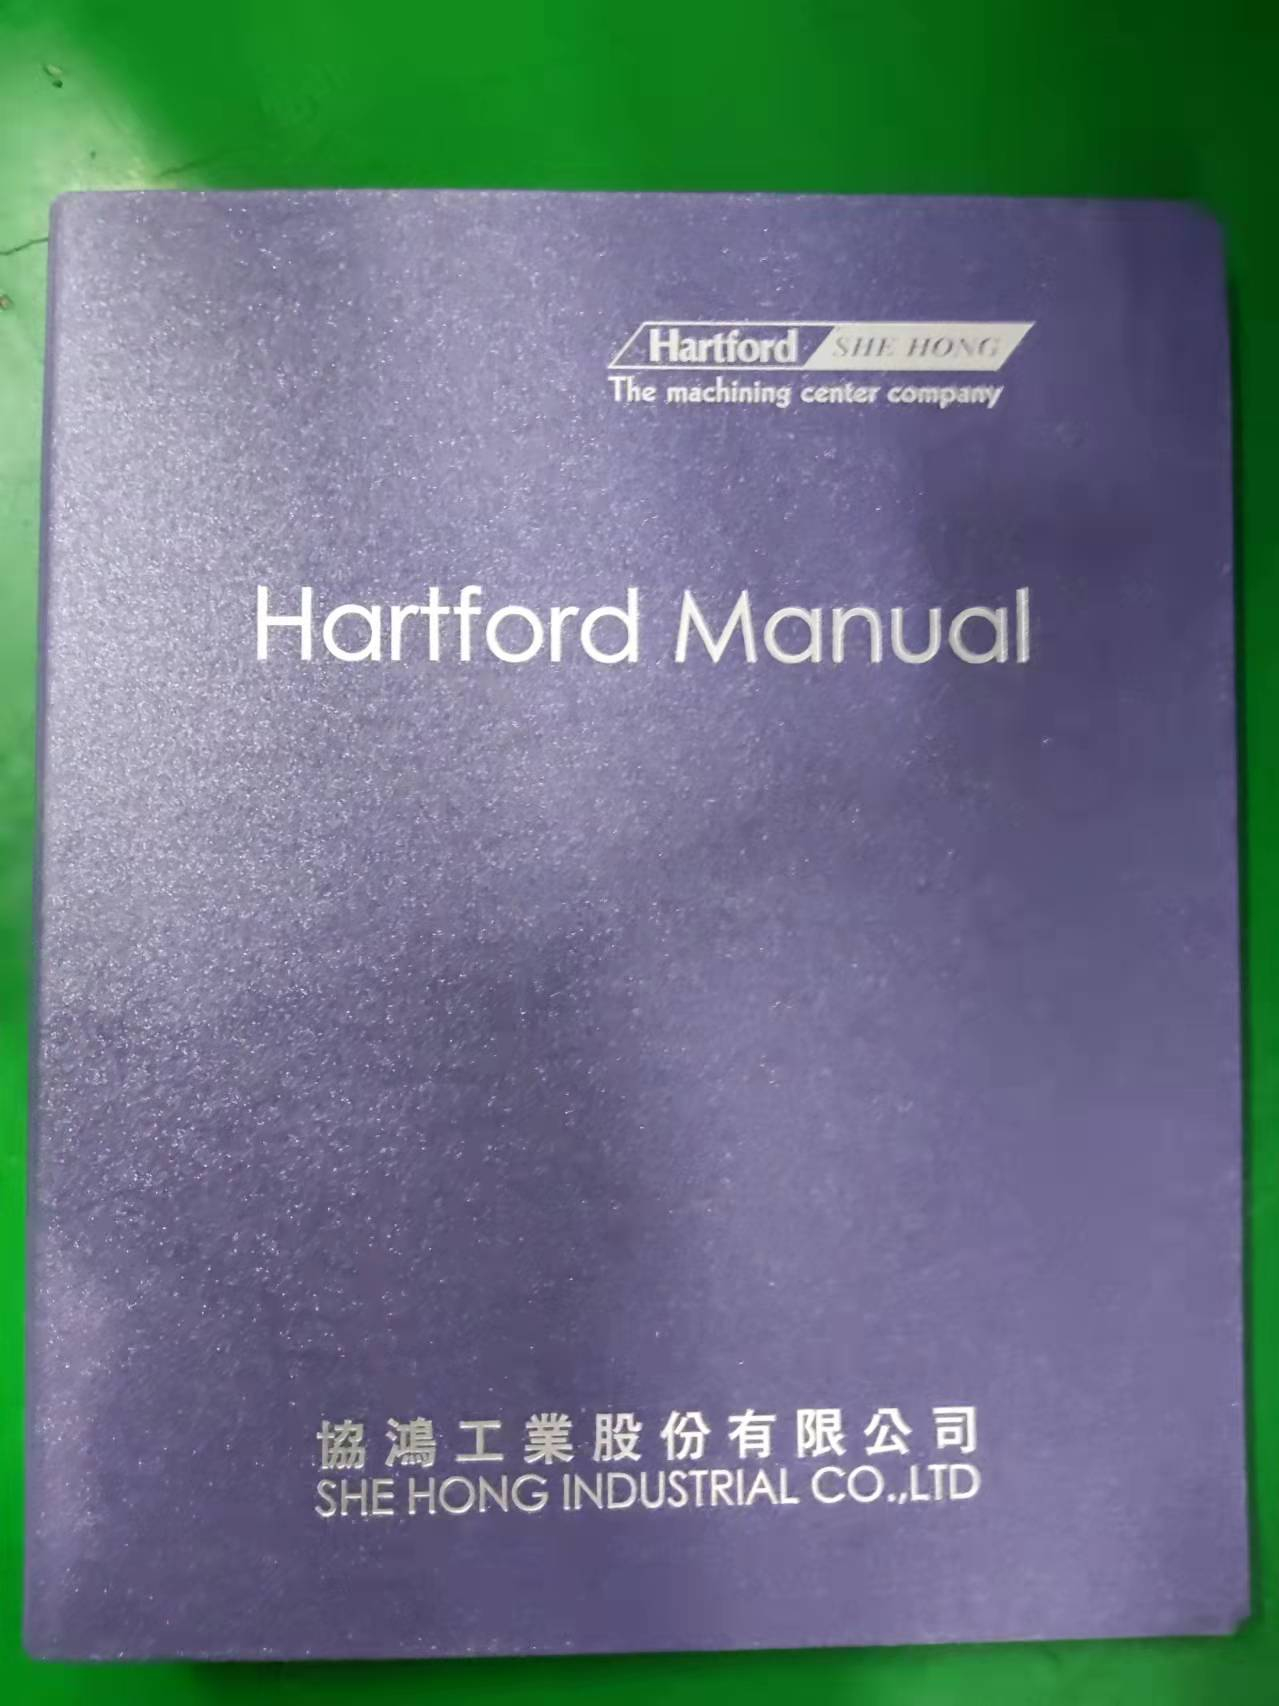 Hartford SHE HONG
The machining center company
Hartford Manual
協鴻工業股份有限公司
SHE HONG INDUSTRIAL CO.,LTD